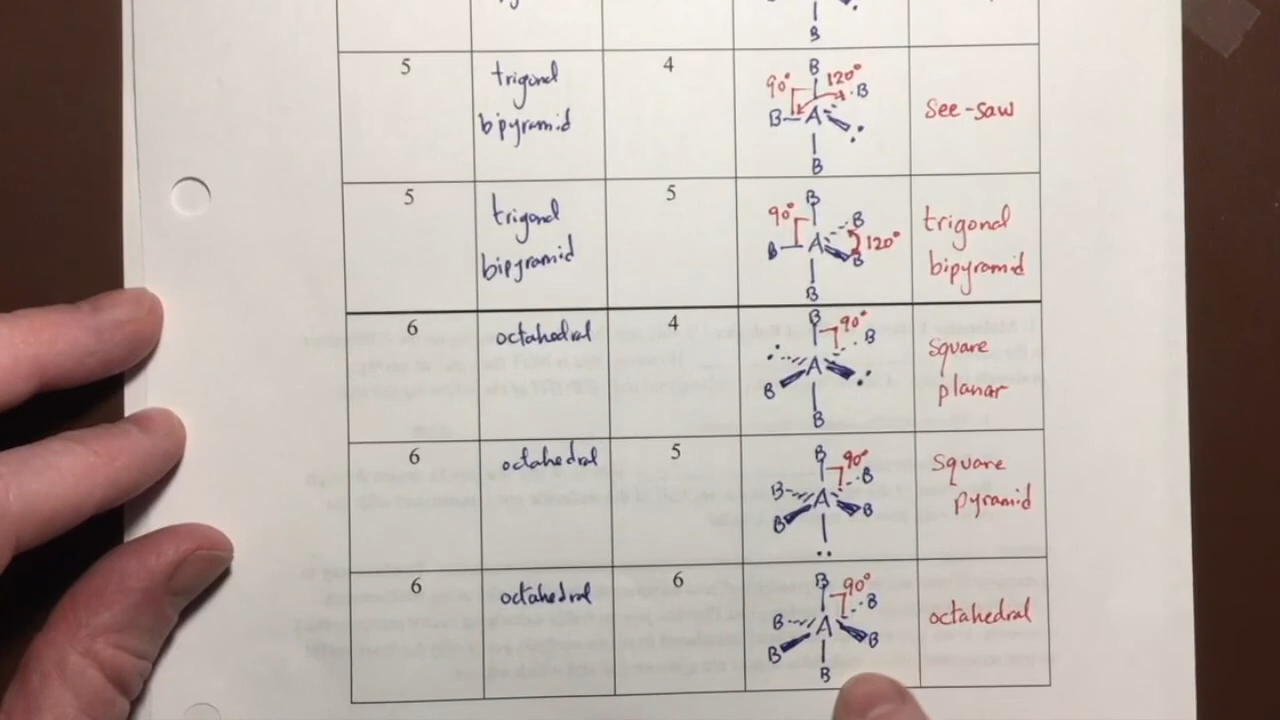 B
5 trigonal bipyramid 4 B 90° 120° B B A : B see-saw
5 trigonal bipyramid 5 B 90° B B A 120° B B trigonal bipyramid
6 octahedral 4 B 90° B : A : B B square planar
6 octahedral 5 B 90° B B A B B : square pyramid
6 octahedral 6 B 90° B B A B B B octahedral